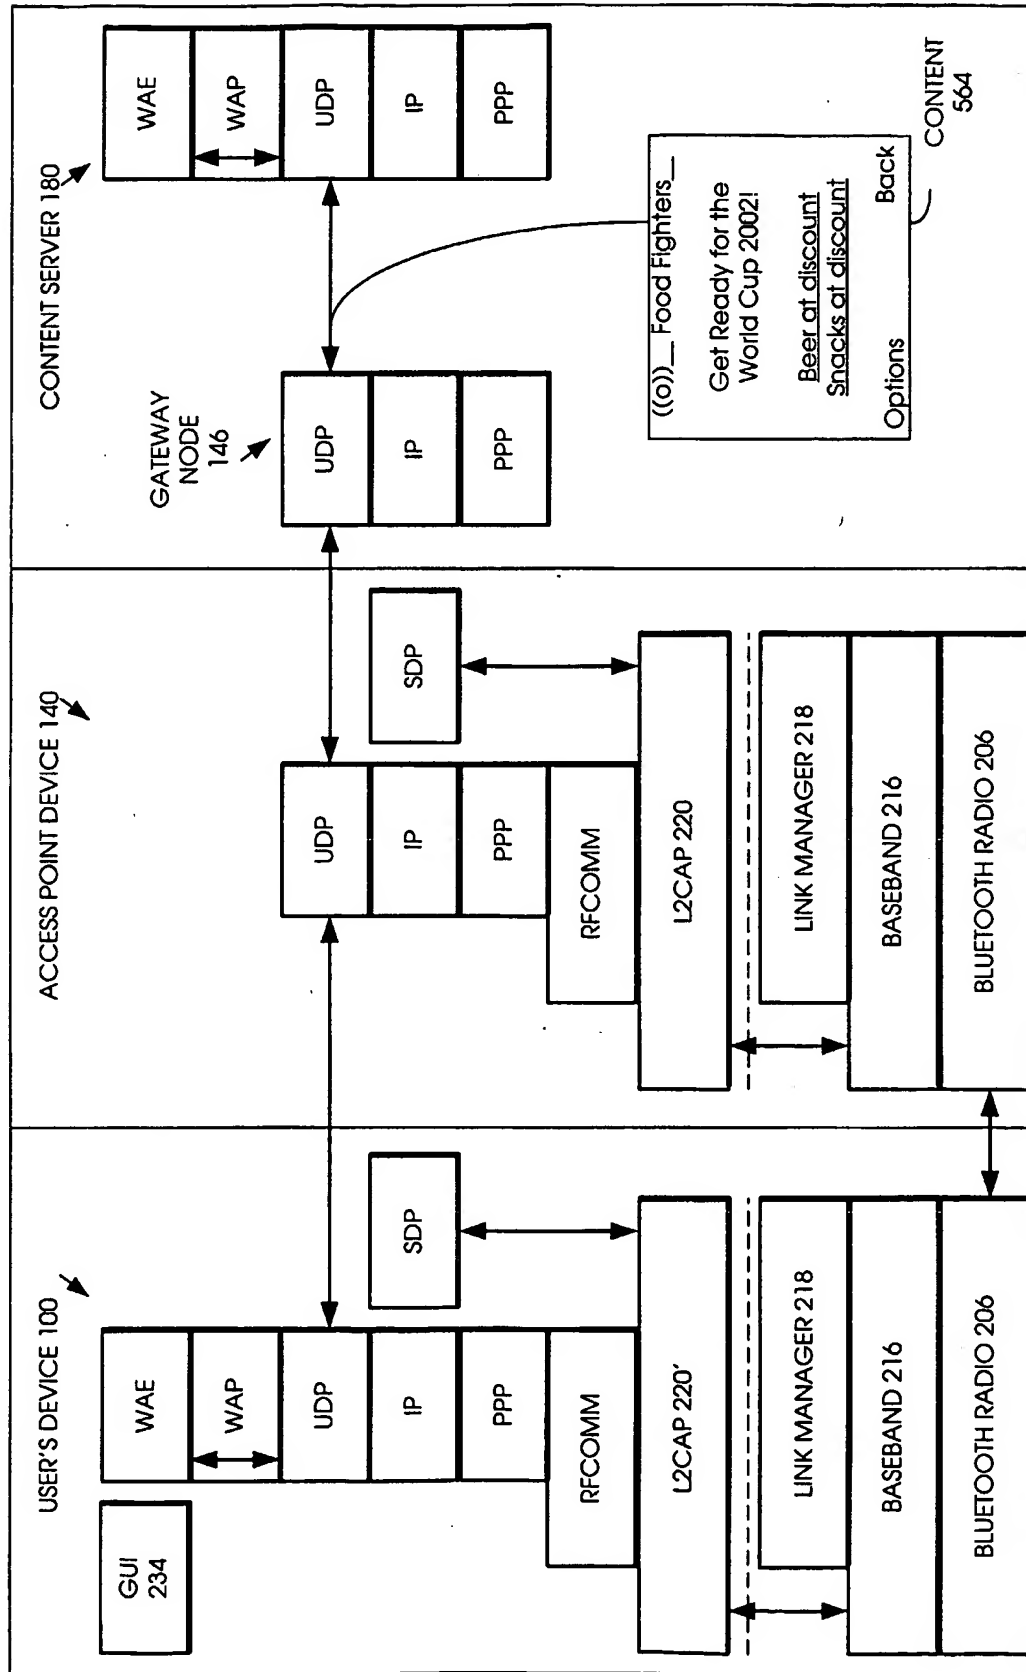 USER'S DEVICE 100
GUI
234
WAE
WAP
UDP
IP
PPP
RFCOMM
SDP
L2CAP 220'
LINK MANAGER 218
BASEBAND 216
BLUETOOTH RADIO 206
ACCESS POINT DEVICE 140
UDP
IP
PPP
RFCOMM
SDP
L2CAP 220
LINK MANAGER 218
BASEBAND 216
BLUETOOTH RADIO 206
GATEWAY
NODE
146
UDP
IP
PPP
CONTENT SERVER 180
WAE
WAP
UDP
IP
PPP
((o))__ Food Fighters__
Get Ready for the
World Cup 2002!
Beer at discount
Snacks at discount
Options Back
CONTENT
564